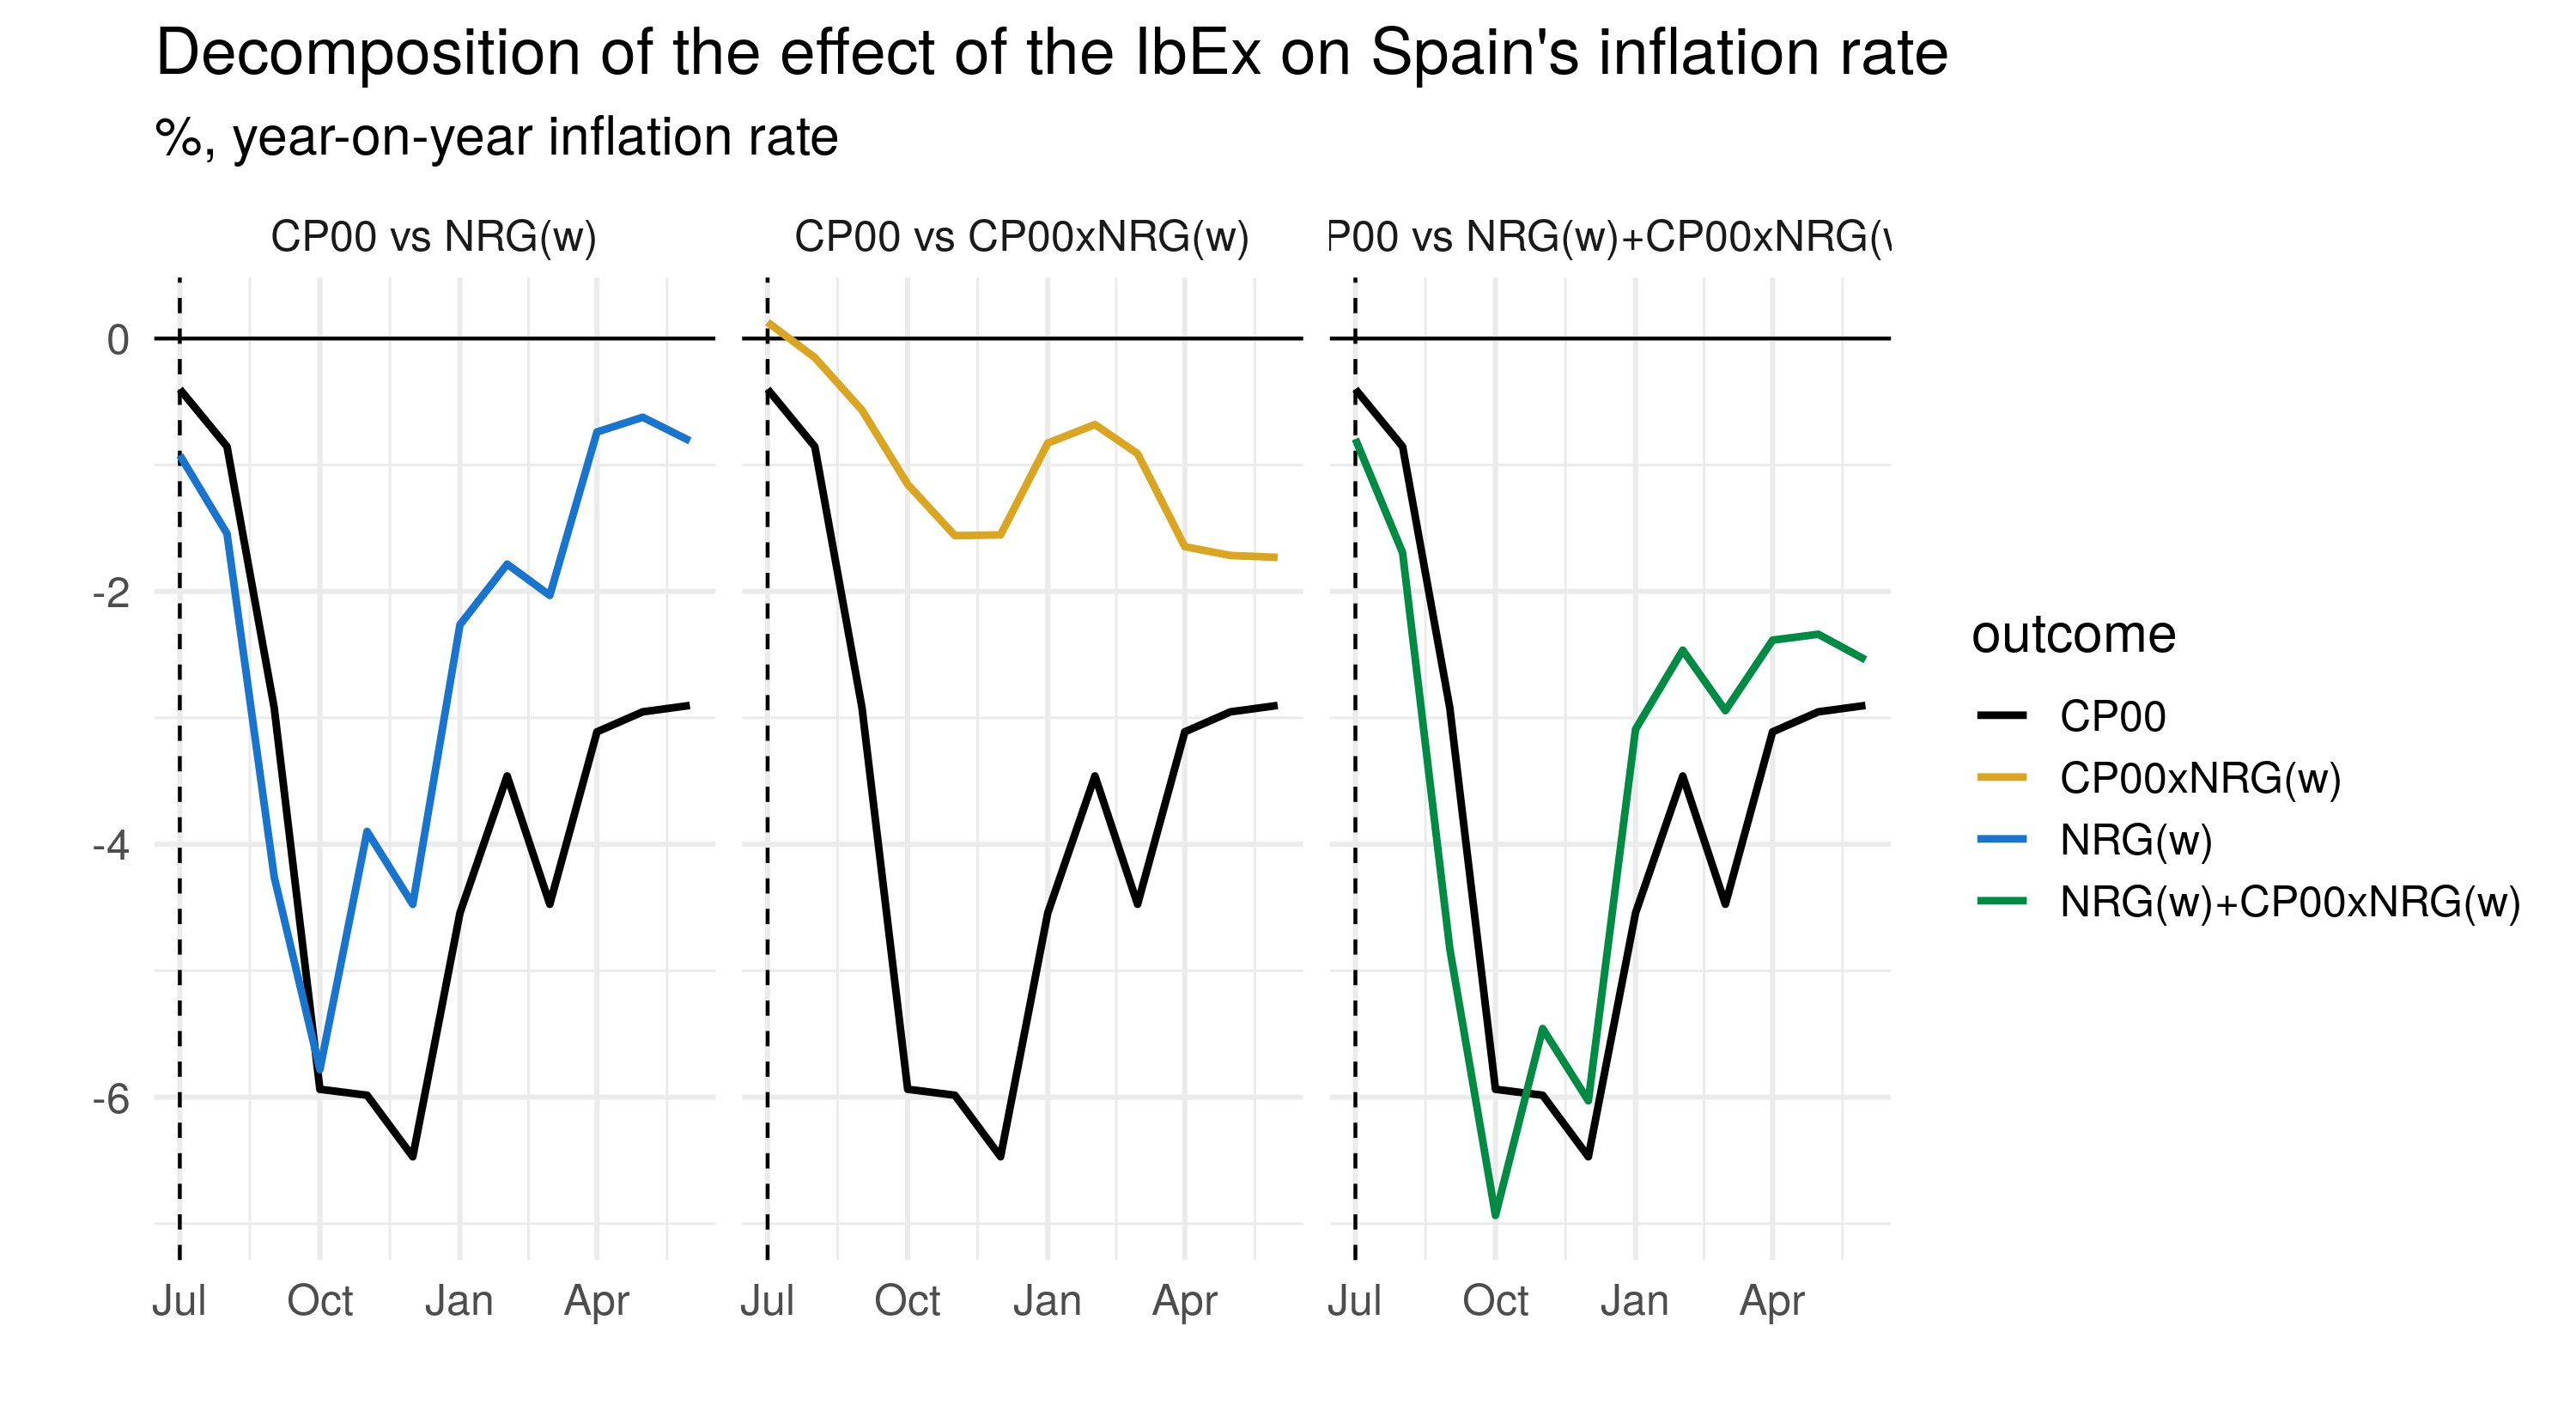 Decomposition of the effect of the IbEx on Spain's inflation rate
%, year-on-year inflation rate
CP00 vs NRG(w)
CP00 vs CP00xNRG(w)
P00 vs NRG(w)+CP00xNRG(
0
-2
-4
-6
Jul Oct Jan Apr
Jul Oct Jan Apr
Jul Oct Jan Apr
outcome
CP00
CP00xNRG(w)
NRG(w)
NRG(w)+CP00xNRG(w)